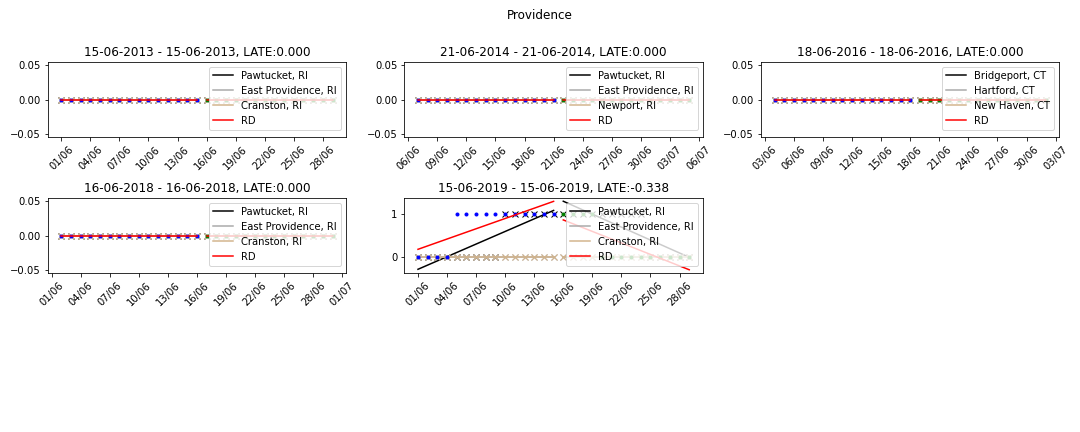 Providence
15-06-2013 - 15-06-2013, LATE:0.000
0.05
0.00
−0.05
Pawtucket, RI
East Providence, RI
Cranston, RI
RD
01/06
04/06
07/06
10/06
13/06
16/06
19/06
22/06
25/06
28/06
21-06-2014 - 21-06-2014, LATE:0.000
0.05
0.00
−0.05
Pawtucket, RI
East Providence, RI
Newport, RI
RD
06/06
09/06
12/06
15/06
18/06
21/06
24/06
27/06
30/06
03/07
06/07
18-06-2016 - 18-06-2016, LATE:0.000
0.05
0.00
−0.05
Bridgeport, CT
Hartford, CT
New Haven, CT
RD
03/06
06/06
09/06
12/06
15/06
18/06
21/06
24/06
27/06
30/06
03/07
16-06-2018 - 16-06-2018, LATE:0.000
0.05
0.00
−0.05
Pawtucket, RI
East Providence, RI
Cranston, RI
RD
01/06
04/06
07/06
10/06
13/06
16/06
19/06
22/06
25/06
28/06
01/07
15-06-2019 - 15-06-2019, LATE:-0.338
1
0
Pawtucket, RI
East Providence, RI
Cranston, RI
RD
01/06
04/06
07/06
10/06
13/06
16/06
19/06
22/06
25/06
28/06